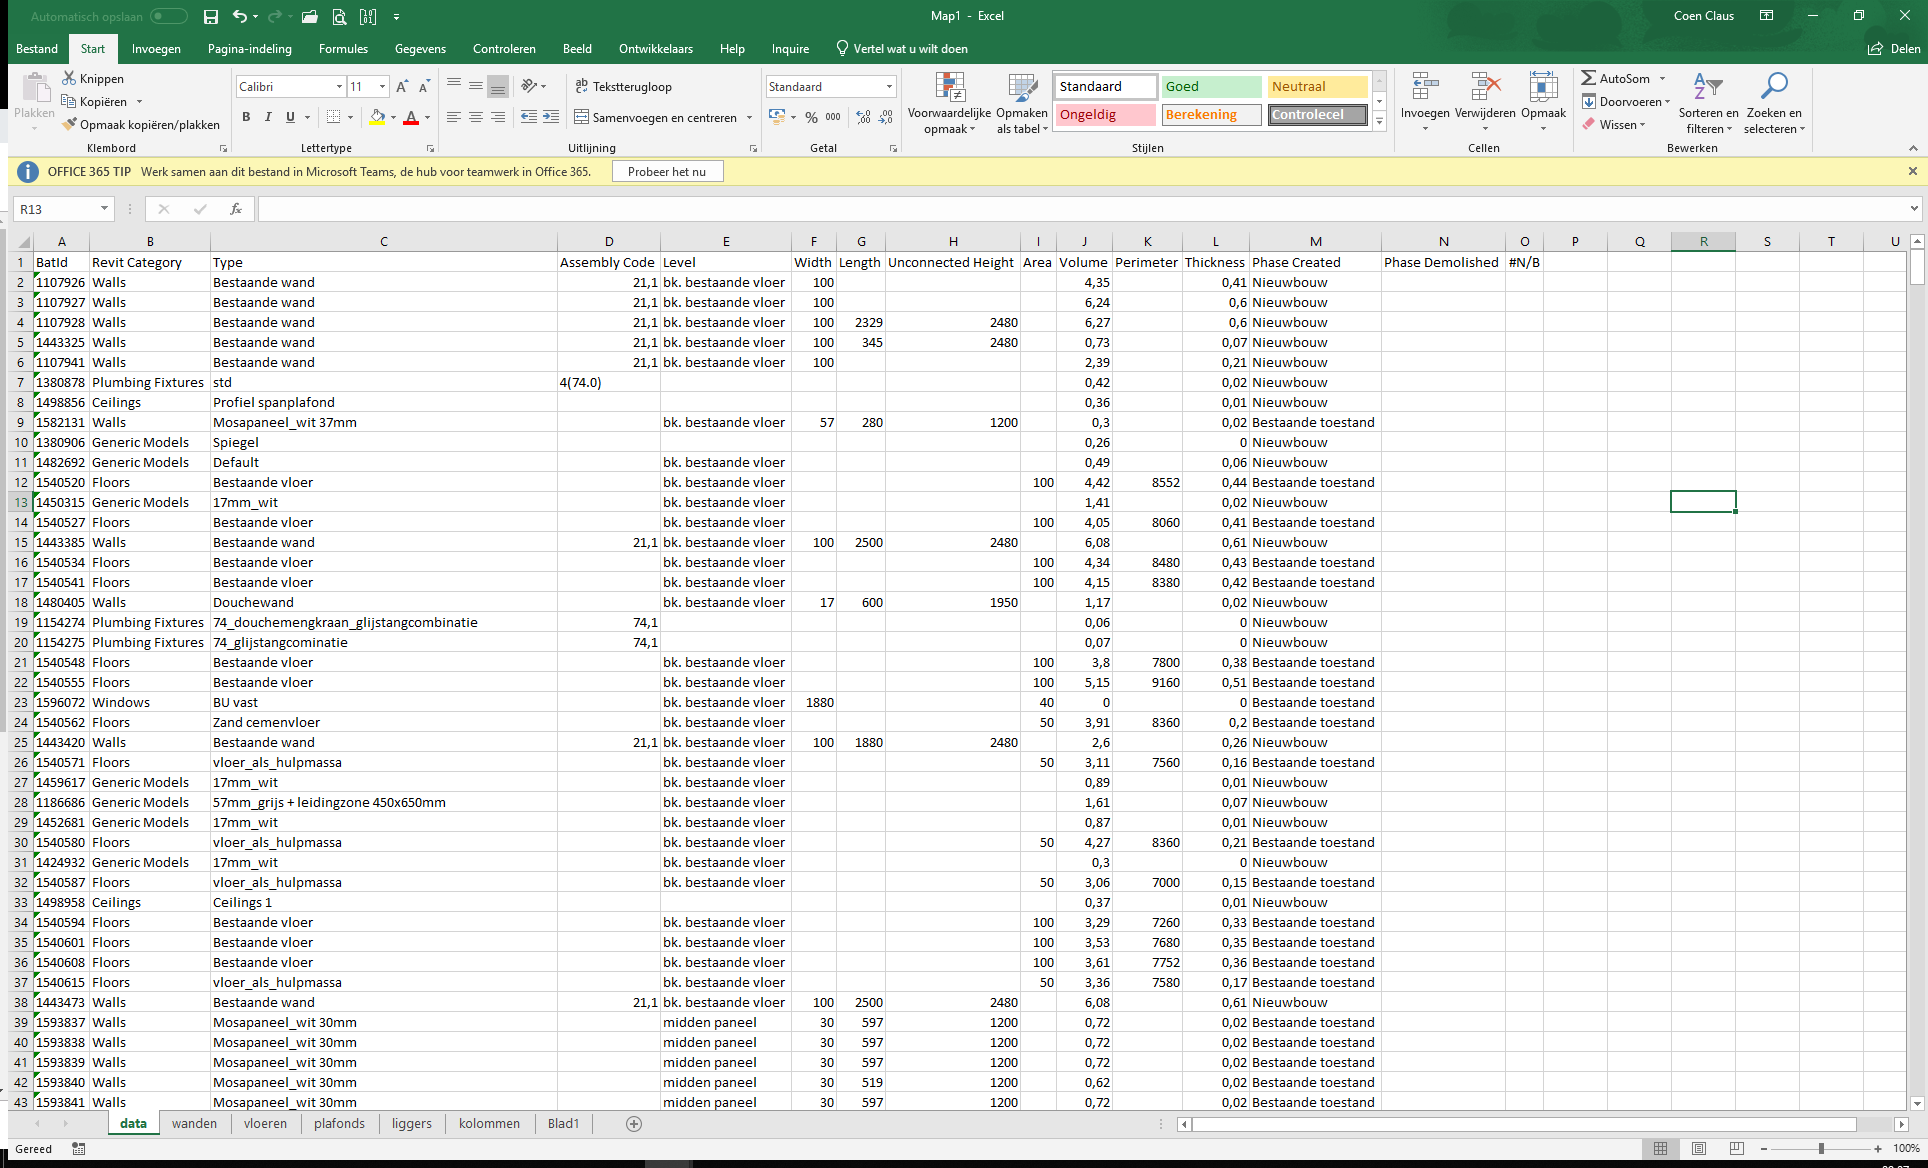 Automatisch opslaan
Map1 - Excel
Coen Claus
Bestand Start Invoegen Pagina-indeling Formules Gegevens Controleren Beeld Ontwikkelaars Help Inquire Vertel wat u wilt doen Delen
Plakken
Knippen
Kopiëren
Opmaak kopiëren/plakken
Klembord
Calibri 11
B I U
Lettertype
Tekstterugloop
Samenvoegen en centreren
Uitlijning
Standaard
% 000
Getal
Voorwaardelijke opmaak
Opmaken als tabel
Standaard Goed Neutraal
Ongeldig Berekening Controlecel
Stijlen
Invoegen Verwijderen Opmaak
Cellen
AutoSom
Doorvoeren
Wissen
Sorteren en filteren
Zoeken en selecteren
Bewerken
OFFICE 365 TIP Werk samen aan dit bestand in Microsoft Teams, de hub voor teamwerk in Office 365. Probeer het nu
R13 fx
A B C D E F G H I J K L M N O P Q R S T U
1 BatId Revit Category Type Assembly Code Level Width Length Unconnected Height Area Volume Perimeter Thickness Phase Created Phase Demolished #N/B
2 1107926 Walls Bestaande wand 21,1 bk. bestaande vloer 100 4,35 0,41 Nieuwbouw
3 1107927 Walls Bestaande wand 21,1 bk. bestaande vloer 100 6,24 0,6 Nieuwbouw
4 1107928 Walls Bestaande wand 21,1 bk. bestaande vloer 100 2329 2480 6,27 0,6 Nieuwbouw
5 1443325 Walls Bestaande wand 21,1 bk. bestaande vloer 100 345 2480 0,73 0,07 Nieuwbouw
6 1107941 Walls Bestaande wand 21,1 bk. bestaande vloer 100 2,39 0,21 Nieuwbouw
7 1380878 Plumbing Fixtures std 4(74.0) 0,42 0,02 Nieuwbouw
8 1498856 Ceilings Profiel spanplafond 0,36 0,01 Nieuwbouw
9 1582131 Walls Mosapaneel_wit 37mm bk. bestaande vloer 57 280 1200 0,3 0,02 Bestaande toestand
10 1380906 Generic Models Spiegel 0,26 0 Nieuwbouw
11 1482692 Generic Models Default bk. bestaande vloer 0,49 0,06 Nieuwbouw
12 1540520 Floors Bestaande vloer bk. bestaande vloer 100 4,42 8552 0,44 Bestaande toestand
13 1450315 Generic Models 17mm_wit bk. bestaande vloer 1,41 0,02 Nieuwbouw
14 1540527 Floors Bestaande vloer bk. bestaande vloer 100 4,05 8060 0,41 Bestaande toestand
15 1443385 Walls Bestaande wand 21,1 bk. bestaande vloer 100 2500 2480 6,08 0,61 Nieuwbouw
16 1540534 Floors Bestaande vloer bk. bestaande vloer 100 4,34 8480 0,43 Bestaande toestand
17 1540541 Floors Bestaande vloer bk. bestaande vloer 100 4,15 8380 0,42 Bestaande toestand
18 1480405 Walls Douchewand bk. bestaande vloer 17 600 1950 1,17 0,02 Nieuwbouw
19 1154274 Plumbing Fixtures 74_douchemengkraan_glijstangcombinatie 74,1 0,06 0 Nieuwbouw
20 1154275 Plumbing Fixtures 74_glijstangcominatie 74,1 0,07 0 Nieuwbouw
21 1540548 Floors Bestaande vloer bk. bestaande vloer 100 3,8 7800 0,38 Bestaande toestand
22 1540555 Floors Bestaande vloer bk. bestaande vloer 100 5,15 9160 0,51 Bestaande toestand
23 1596072 Windows BU vast bk. bestaande vloer 1880 40 0 0 Bestaande toestand
24 1540562 Floors Zand cemenvloer bk. bestaande vloer 50 3,91 8360 0,2 Bestaande toestand
25 1443420 Walls Bestaande wand 21,1 bk. bestaande vloer 100 1880 2480 2,6 0,26 Nieuwbouw
26 1540571 Floors vloer_als_hulpmassa bk. bestaande vloer 50 3,11 7560 0,16 Bestaande toestand
27 1459617 Generic Models 17mm_wit bk. bestaande vloer 0,89 0,01 Nieuwbouw
28 1186686 Generic Models 57mm_grijs + leidingzone 450x650mm bk. bestaande vloer 1,61 0,07 Nieuwbouw
29 1452681 Generic Models 17mm_wit bk. bestaande vloer 0,87 0,01 Nieuwbouw
30 1540580 Floors vloer_als_hulpmassa bk. bestaande vloer 50 4,27 8360 0,21 Bestaande toestand
31 1424932 Generic Models 17mm_wit bk. bestaande vloer 0,3 0 Nieuwbouw
32 1540587 Floors vloer_als_hulpmassa bk. bestaande vloer 50 3,06 7000 0,15 Bestaande toestand
33 1498958 Ceilings Ceilings 1 0,37 0,01 Nieuwbouw
34 1540594 Floors Bestaande vloer bk. bestaande vloer 100 3,29 7260 0,33 Bestaande toestand
35 1540601 Floors Bestaande vloer bk. bestaande vloer 100 3,53 7680 0,35 Bestaande toestand
36 1540608 Floors Bestaande vloer bk. bestaande vloer 100 3,61 7752 0,36 Bestaande toestand
37 1540615 Floors vloer_als_hulpmassa bk. bestaande vloer 50 3,36 7580 0,17 Bestaande toestand
38 1443473 Walls Bestaande wand 21,1 bk. bestaande vloer 100 2500 2480 6,08 0,61 Nieuwbouw
39 1593837 Walls Mosapaneel_wit 30mm midden paneel 30 597 1200 0,72 0,02 Bestaande toestand
40 1593838 Walls Mosapaneel_wit 30mm midden paneel 30 597 1200 0,72 0,02 Bestaande toestand
41 1593839 Walls Mosapaneel_wit 30mm midden paneel 30 597 1200 0,72 0,02 Bestaande toestand
42 1593840 Walls Mosapaneel_wit 30mm midden paneel 30 519 1200 0,62 0,02 Bestaande toestand
43 1593841 Walls Mosapaneel_wit 30mm midden paneel 30 597 1200 0,72 0,02 Bestaande toestand
data wanden vloeren plafonds liggers kolommen Blad1
Gereed
100%